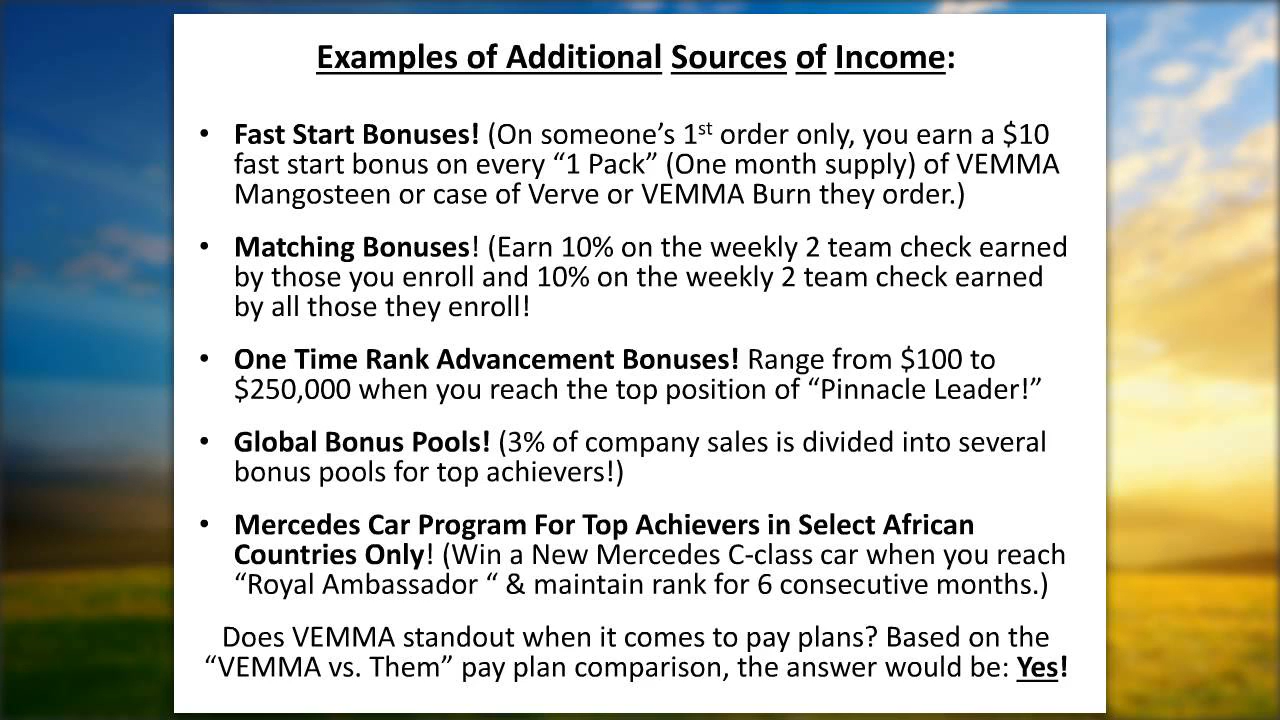 Examples of Additional Sources of Income:
• Fast Start Bonuses! (On someone’s 1st order only, you earn a $10
fast start bonus on every “1 Pack” (One month supply) of VEMMA
Mangosteen or case of Verve or VEMMA Burn they order.)
• Matching Bonuses! (Earn 10% on the weekly 2 team check earned
by those you enroll and 10% on the weekly 2 team check earned
by all those they enroll!
• One Time Rank Advancement Bonuses! Range from $100 to
$250,000 when you reach the top position of “Pinnacle Leader!”
• Global Bonus Pools! (3% of company sales is divided into several
bonus pools for top achievers!)
• Mercedes Car Program For Top Achievers in Select African
Countries Only! (Win a New Mercedes C-class car when you reach
“Royal Ambassador “ & maintain rank for 6 consecutive months.)
Does VEMMA standout when it comes to pay plans? Based on the
“VEMMA vs. Them” pay plan comparison, the answer would be: Yes!